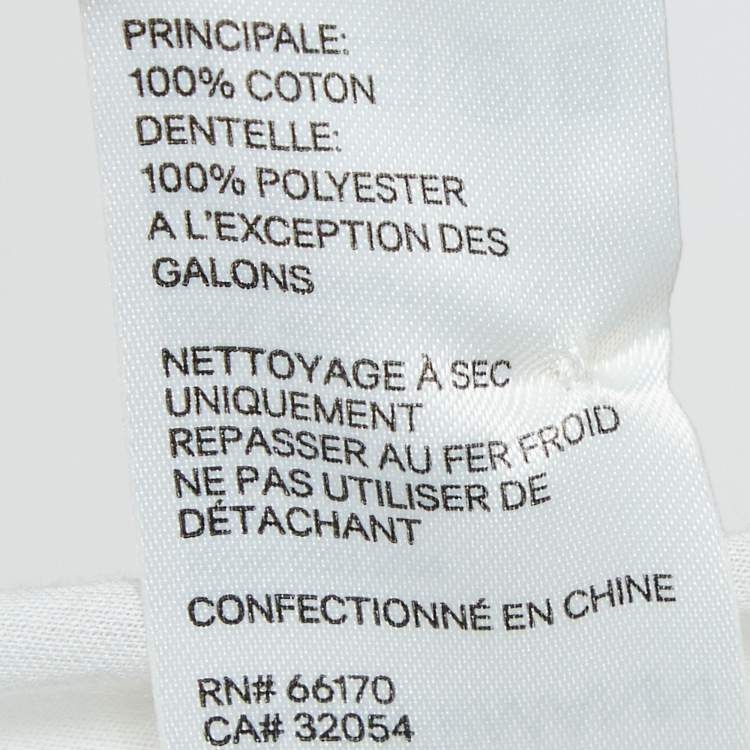 PRINCIPALE:
100% COTON
DENTELLE:
100% POLYESTER
A L'EXCEPTION DES
GALONS
NETTOYAGE À SEC
UNIQUEMENT
REPASSER AU FER FROID
NE PAS UTILISER DE
DÉTACHANT
CONFECTIONNÉ EN CHINE
RN# 66170
CA# 32054